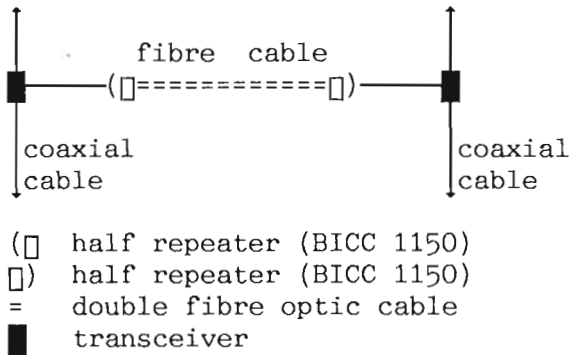 fibre cable
(▯===========▯)
coaxial
cable
coaxial
cable
(▯ half repeater (BICC 1150)
▯) half repeater (BICC 1150)
= double fibre optic cable
■ transceiver